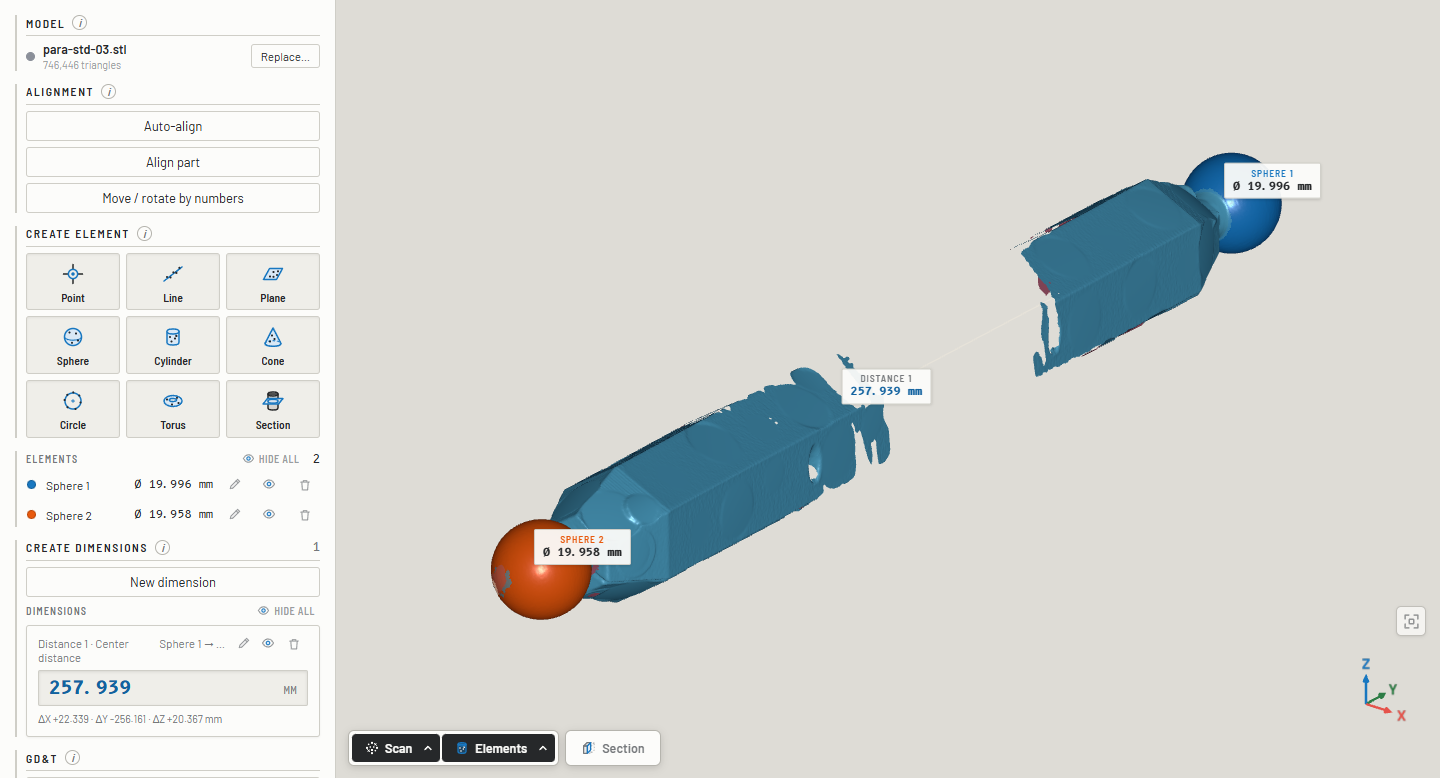 MODEL i
para-std-03.stl
746,446 triangles
Replace...
ALIGNMENT i
Auto-align
Align part
Move / rotate by numbers
CREATE ELEMENT i
Point
Line
Plane
Sphere
Cylinder
Cone
Circle
Torus
Section
ELEMENTS HIDE ALL 2
Sphere 1 Ø 19.996 mm
Sphere 2 Ø 19.958 mm
CREATE DIMENSIONS i 1
New dimension
DIMENSIONS HIDE ALL
Distance 1 · Center distance
Sphere 1 → ...
257.939 MM
ΔX +22.339 · ΔY -256.161 · ΔZ +20.367 mm
GD&T i
SPHERE 1
Ø 19.996 mm
DISTANCE 1
257.939 mm
SPHERE 2
Ø 19.958 mm
Scan
Elements
Section
Z
Y
X